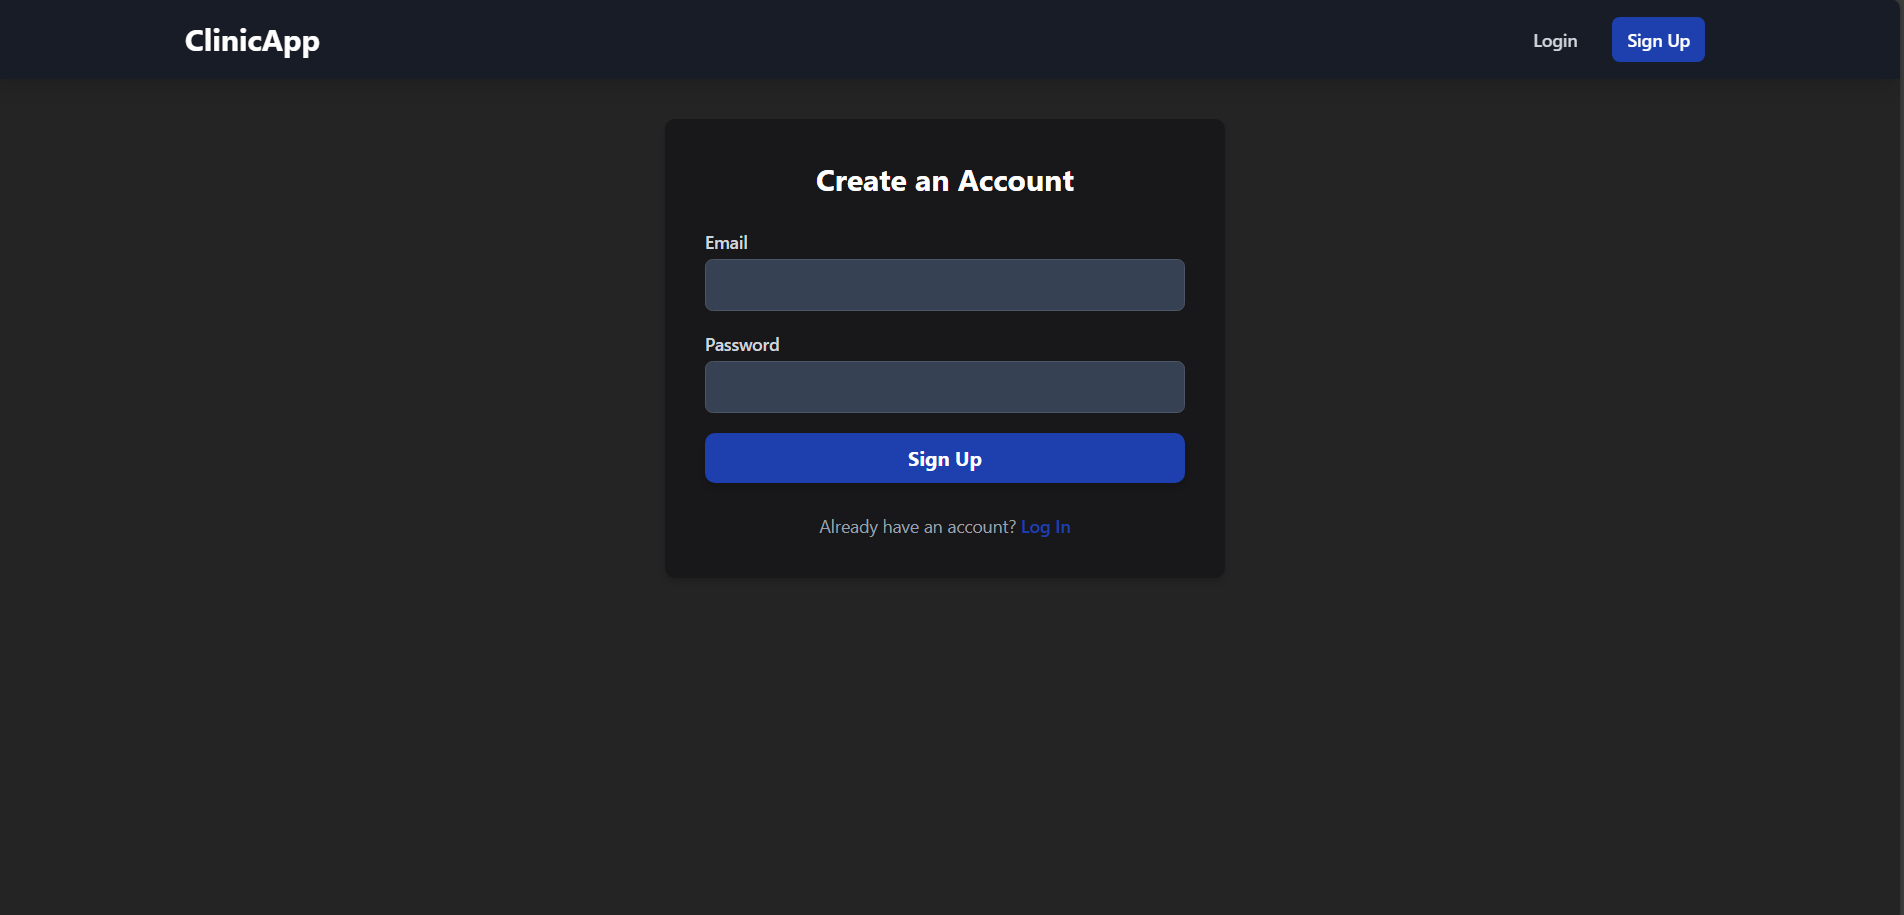 ClinicApp
Login
Sign Up
Create an Account
Email
Password
Sign Up
Already have an account? Log In